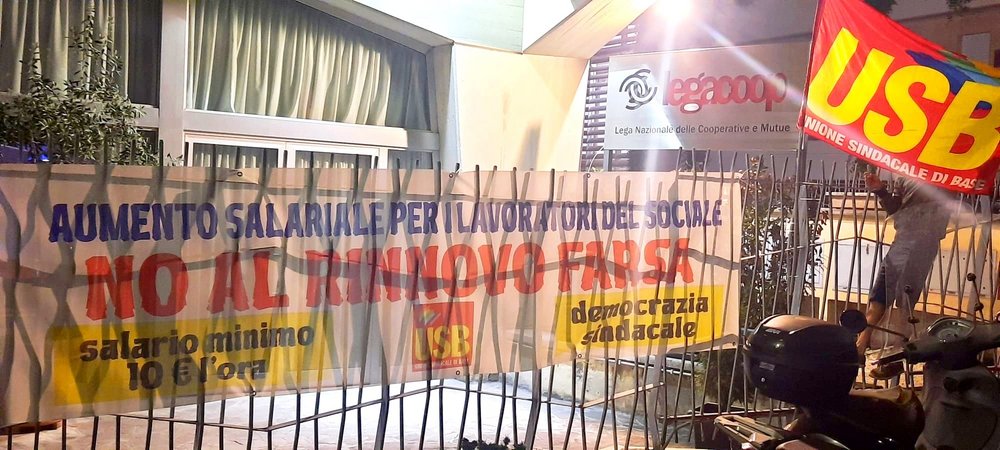 legacoop
Lega Nazionale delle Cooperative e Mutue
USB
UNIONE SINDACALE DI BASE
AUMENTO SALARIALE PER I LAVORATORI DEL SOCIALE
NO AL RINNOVO FARSA
salario minimo
10 € l'ora
USB
democrazia
sindacale